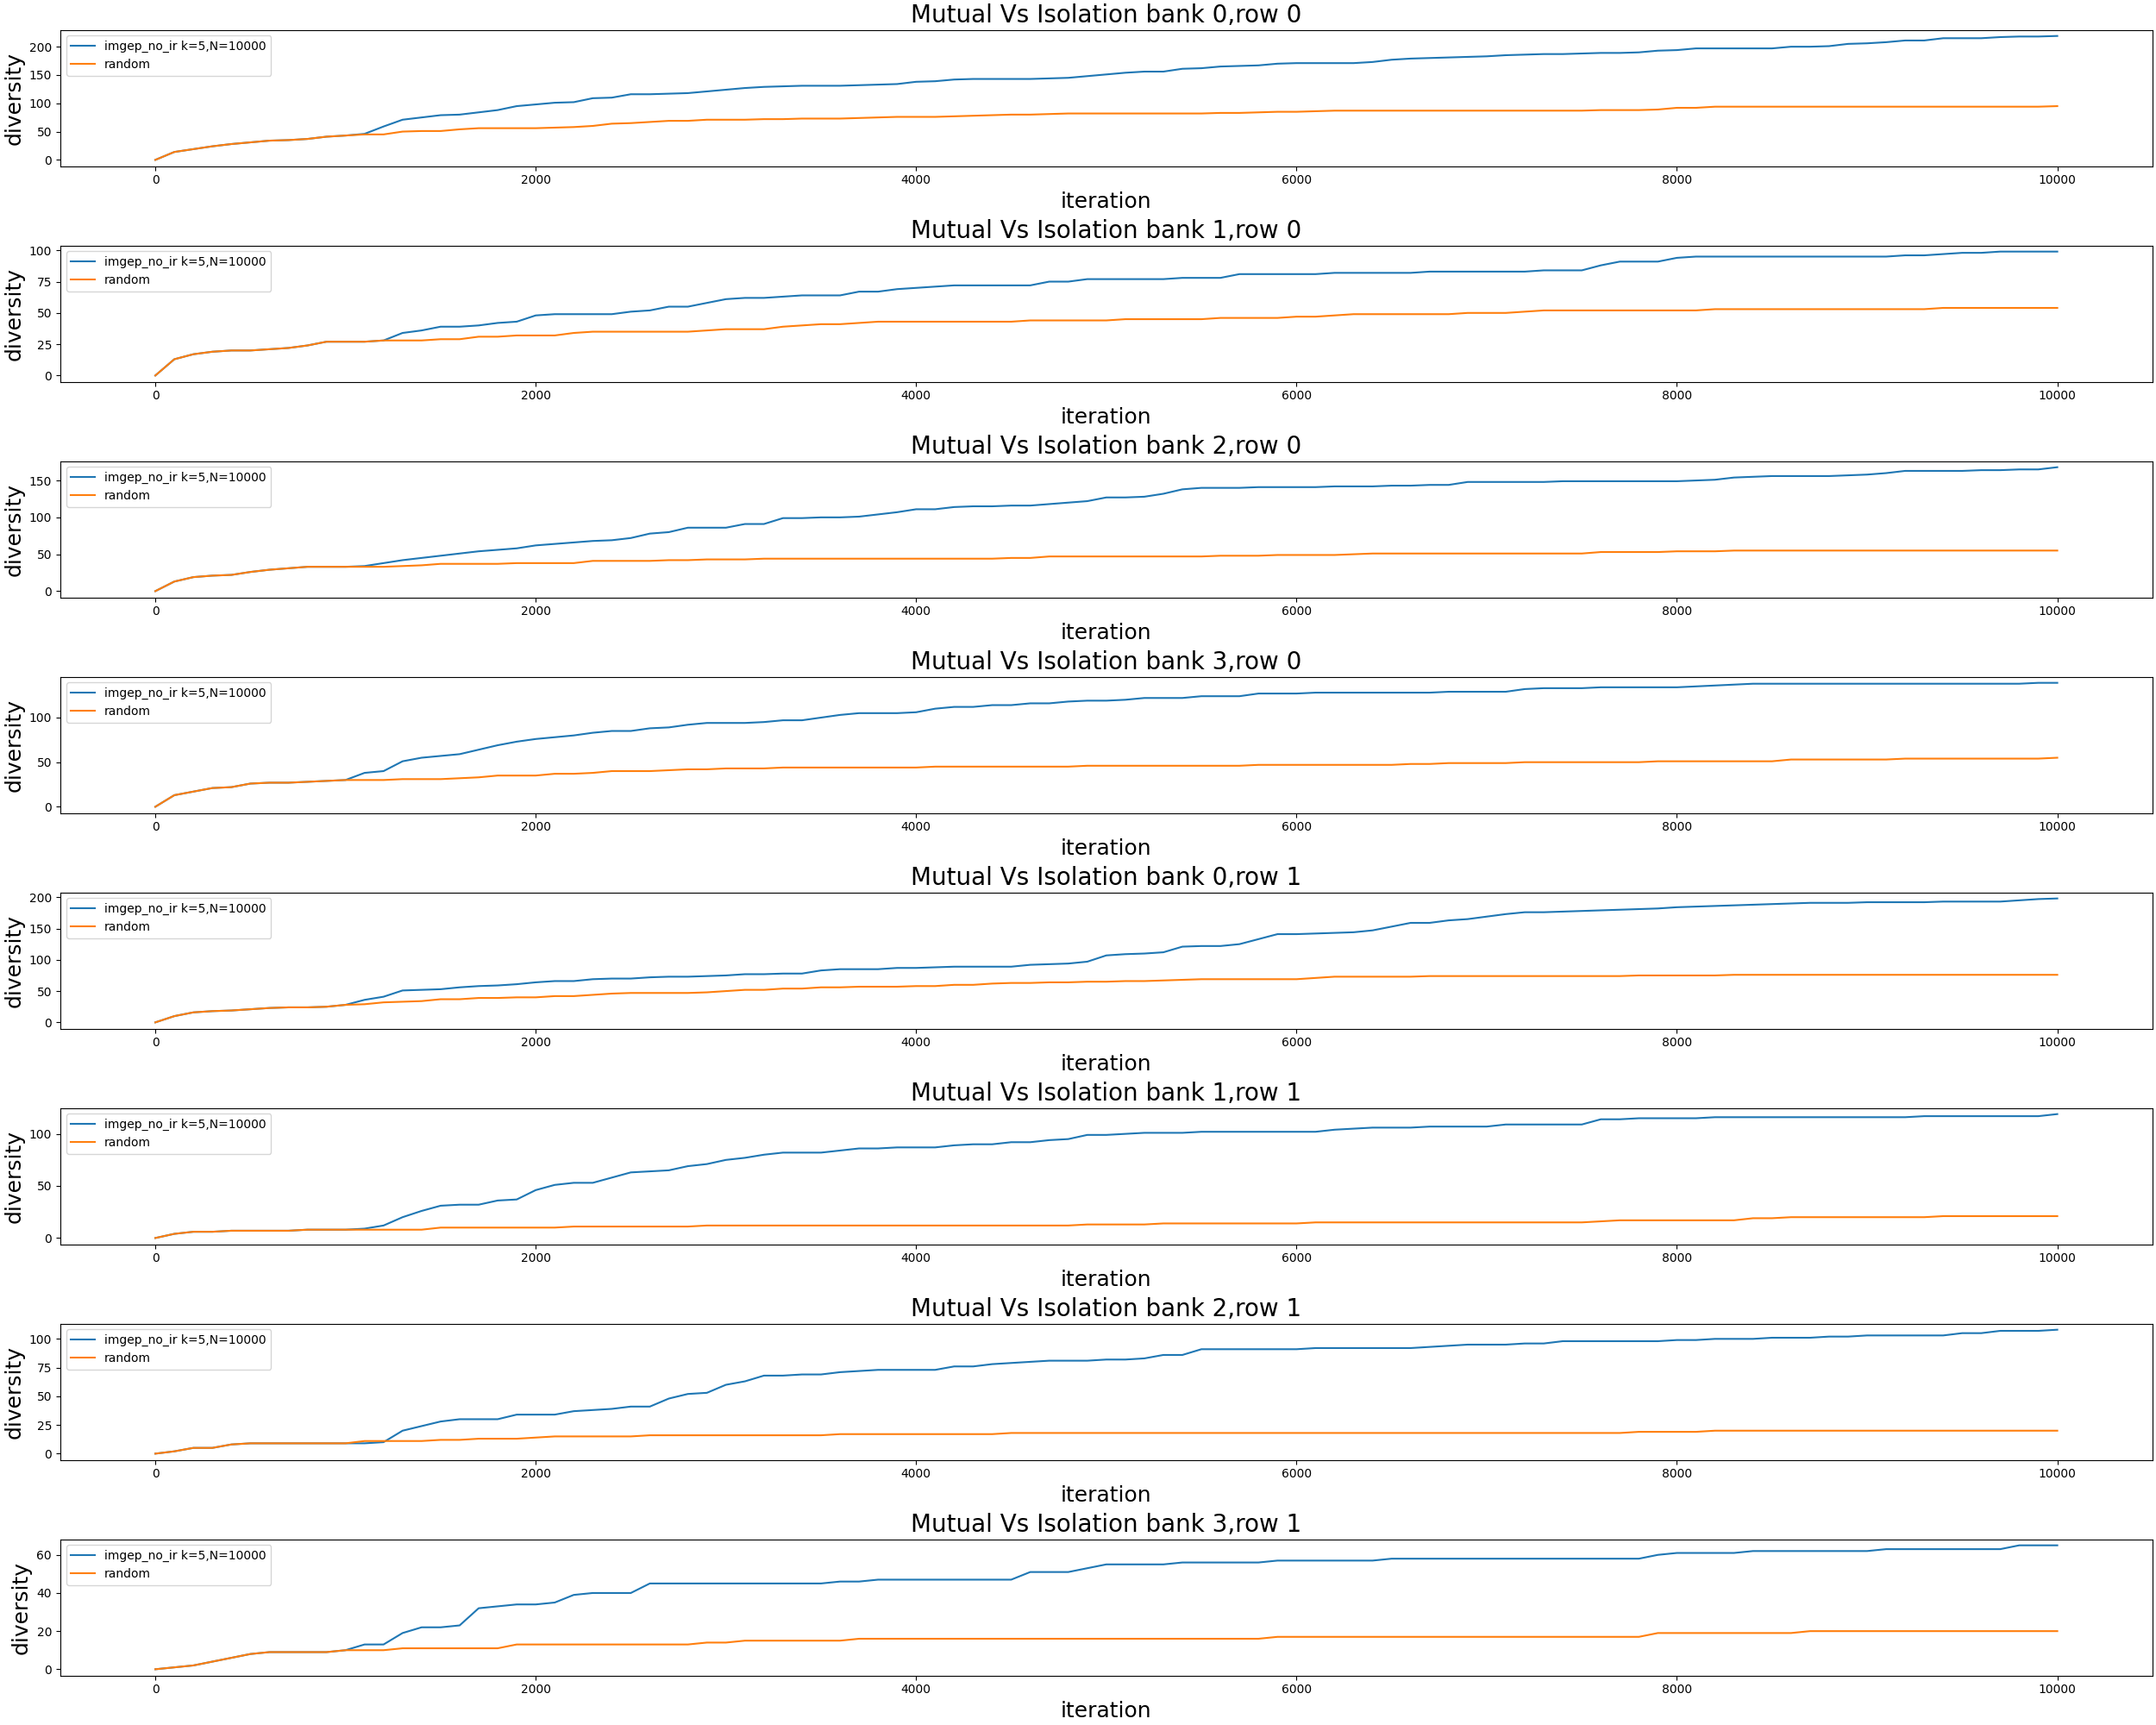 Mutual Vs Isolation bank 0,row 0
diversity
200
150
100
50
0
imgep_no_ir k=5,N=10000
random
0 2000 4000 6000 8000 10000
iteration
Mutual Vs Isolation bank 1,row 0
diversity
100
75
50
25
0
imgep_no_ir k=5,N=10000
random
0 2000 4000 6000 8000 10000
iteration
Mutual Vs Isolation bank 2,row 0
diversity
150
100
50
0
imgep_no_ir k=5,N=10000
random
0 2000 4000 6000 8000 10000
iteration
Mutual Vs Isolation bank 3,row 0
diversity
100
50
0
imgep_no_ir k=5,N=10000
random
0 2000 4000 6000 8000 10000
iteration
Mutual Vs Isolation bank 0,row 1
diversity
200
150
100
50
0
imgep_no_ir k=5,N=10000
random
0 2000 4000 6000 8000 10000
iteration
Mutual Vs Isolation bank 1,row 1
diversity
100
50
0
imgep_no_ir k=5,N=10000
random
0 2000 4000 6000 8000 10000
iteration
Mutual Vs Isolation bank 2,row 1
diversity
100
75
50
25
0
imgep_no_ir k=5,N=10000
random
0 2000 4000 6000 8000 10000
iteration
Mutual Vs Isolation bank 3,row 1
diversity
60
40
20
0
imgep_no_ir k=5,N=10000
random
0 2000 4000 6000 8000 10000
iteration